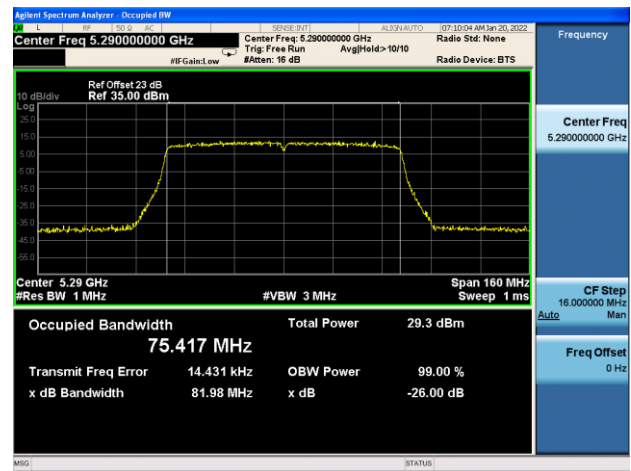 Agilent Spectrum Analyzer - Occupied BW
L RF 50 Ω AC SENSE:INT ALIGN AUTO 07:10:04 AM Jan 20, 2022
Center Freq 5.290000000 GHz
Center Freq: 5.290000000 GHz
Radio Std: None
Trig: Free Run Avg|Hold:>10/10
#IFGain:Low
#Atten: 16 dB
Radio Device: BTS
Ref Offset 23 dB
10 dB/div Ref 35.00 dBm
Log
25.0
15.0
5.00
-5.00
-15.0
-25.0
-35.0
-45.0
-55.0
Center 5.29 GHz
Span 160 MHz
#Res BW 1 MHz
#VBW 3 MHz
Sweep 1 ms
Occupied Bandwidth
75.417 MHz
Total Power 29.3 dBm
Transmit Freq Error 14.431 kHz
OBW Power 99.00 %
x dB Bandwidth 81.98 MHz
x dB -26.00 dB
MSG
STATUS
Frequency
Center Freq
5.290000000 GHz
CF Step
16.000000 MHz
Auto Man
Freq Offset
0 Hz